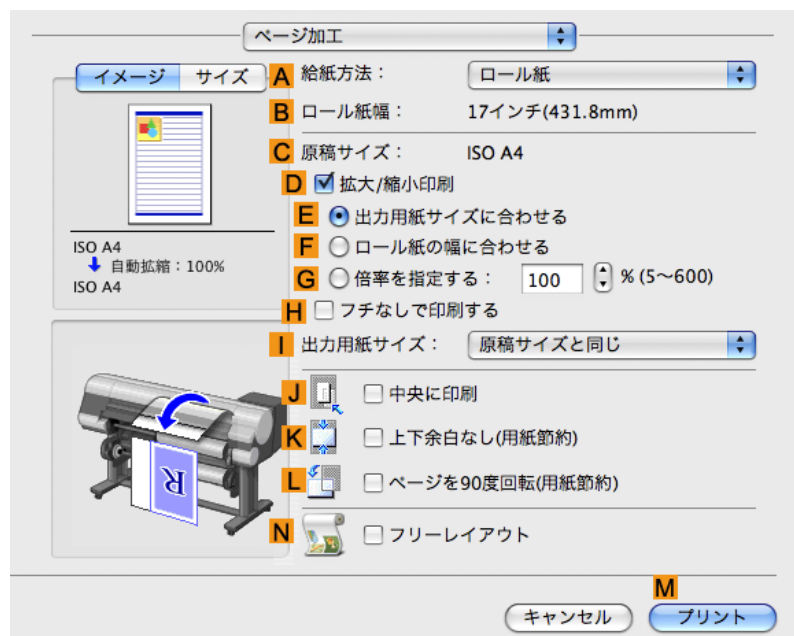 ページ加工
イメージ サイズ
A 給紙方法： ロール紙
B ロール紙幅： 17インチ(431.8mm)
C 原稿サイズ： ISO A4
D 拡大/縮小印刷
E 出力用紙サイズに合わせる
F ロール紙の幅に合わせる
G 倍率を指定する： 100 % (5〜600)
H フチなしで印刷する
I 出力用紙サイズ： 原稿サイズと同じ
ISO A4
自動拡縮：100%
ISO A4
J 中央に印刷
K 上下余白なし(用紙節約)
L ページを90度回転(用紙節約)
N フリーレイアウト
R
M
キャンセル プリント